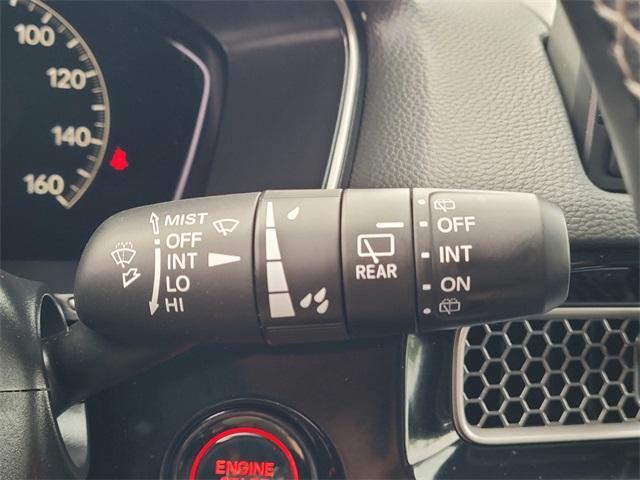 100
120
140
160
MIST
OFF
INT
LO
HI
REAR
OFF
INT
ON
ENGINE